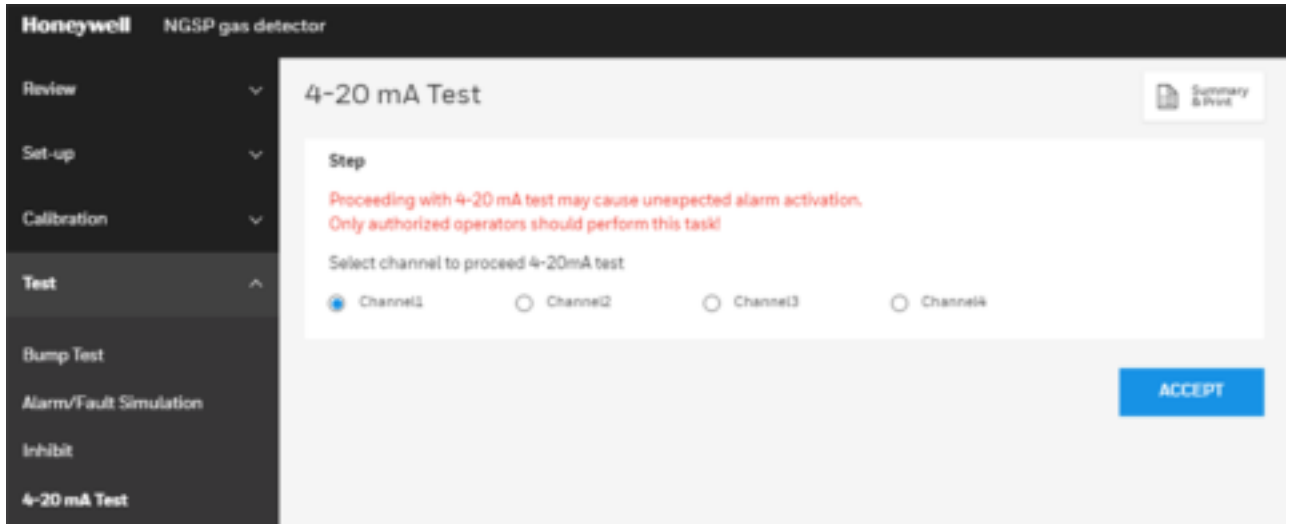 Honeywell NGSP gas detector
Review
Set-up
Calibration
Test
Bump Test
Alarm/Fault Simulation
Inhibit
4-20 mA Test
4-20 mA Test
Summary
& Print
Step
Proceeding with 4-20 mA test may cause unexpected alarm activation.
Only authorized operators should perform this task!
Select channel to proceed 4-20mA test
Channel1 Channel2 Channel3 Channel4
ACCEPT